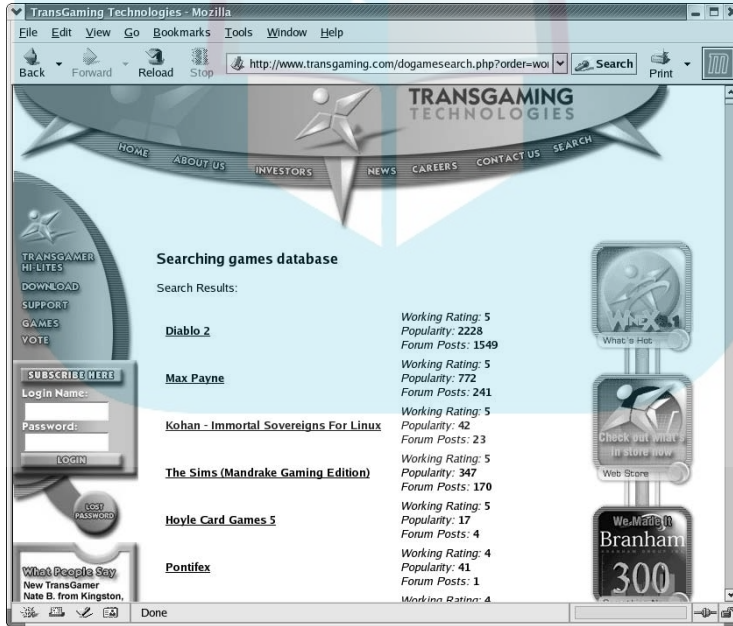 TransGaming Technologies - Mozilla
File Edit View Go Bookmarks Tools Window Help
Back Forward Reload Stop http://www.transgaming.com/dogamesearch.php?order=wor Search Print
TRANSGAMING
TECHNOLOGIES
HOME ABOUT US INVESTORS NEWS CAREERS CONTACT US SEARCH
TRANSGAMER
HI-LITES
DOWNLOAD
SUPPORT
GAMES
VOTE
SUBSCRIBE HERE
Login Name:
Password:
LOGIN
LOST
PASSWORD
What People Say
New TransGamer
Nate B. from Kingston,
Searching games database
Search Results:
Diablo 2
Working Rating: 5
Popularity: 2228
Forum Posts: 1549
Max Payne
Working Rating: 5
Popularity: 772
Forum Posts: 241
Kohan - Immortal Sovereigns For Linux
Working Rating: 5
Popularity: 42
Forum Posts: 23
The Sims (Mandrake Gaming Edition)
Working Rating: 5
Popularity: 347
Forum Posts: 170
Hoyle Card Games 5
Working Rating: 5
Popularity: 17
Forum Posts: 4
Pontifex
Working Rating: 4
Popularity: 41
Forum Posts: 1
Working Rating: 4
WineX 3.1
What's Hot
Check out what's
in store now
Web Store
We Made It
Branham
300
Done